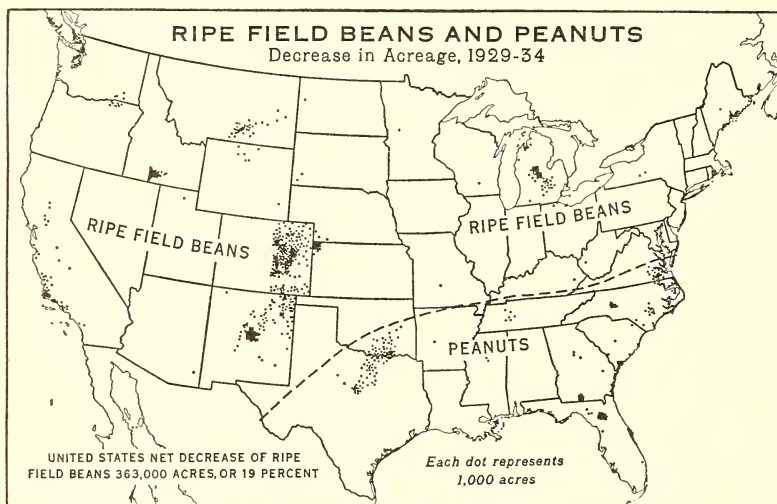 RIPE FIELD BEANS AND PEANUTS
Decrease in Acreage, 1929-34
RIPE FIELD BEANS
RIPE FIELD BEANS
PEANUTS
UNITED STATES NET DECREASE OF RIPE
FIELD BEANS 363,000 ACRES, OR 19 PERCENT
Each dot represents
1,000 acres